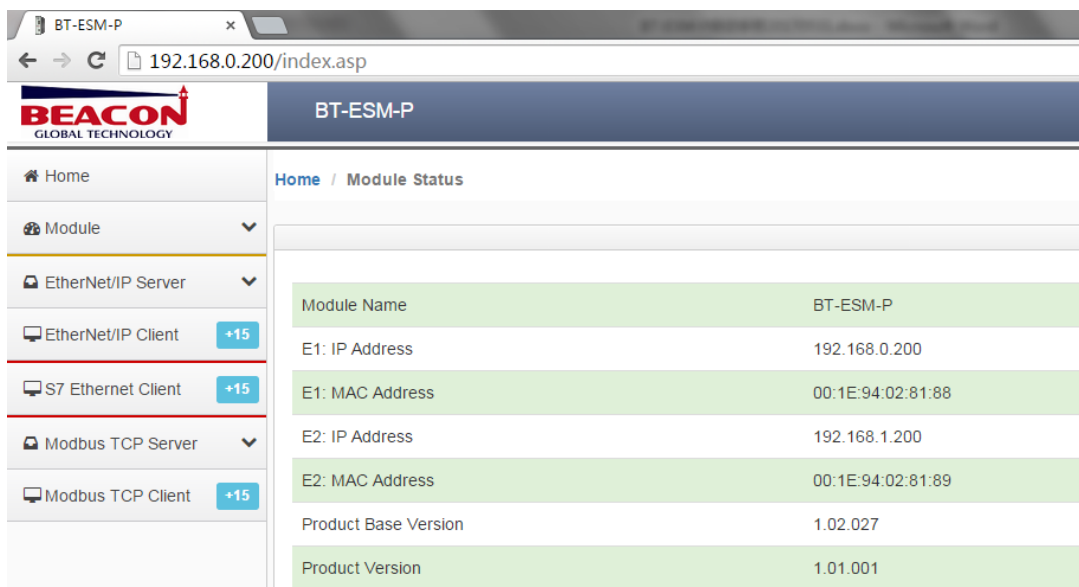 BT-ESM-P
192.168.0.200/index.asp
BEACON
GLOBAL TECHNOLOGY
BT-ESM-P
Home
Module
EtherNet/IP Server
EtherNet/IP Client +15
S7 Ethernet Client +15
Modbus TCP Server
Modbus TCP Client +15
Home / Module Status
Module Name BT-ESM-P
E1: IP Address 192.168.0.200
E1: MAC Address 00:1E:94:02:81:88
E2: IP Address 192.168.1.200
E2: MAC Address 00:1E:94:02:81:89
Product Base Version 1.02.027
Product Version 1.01.001